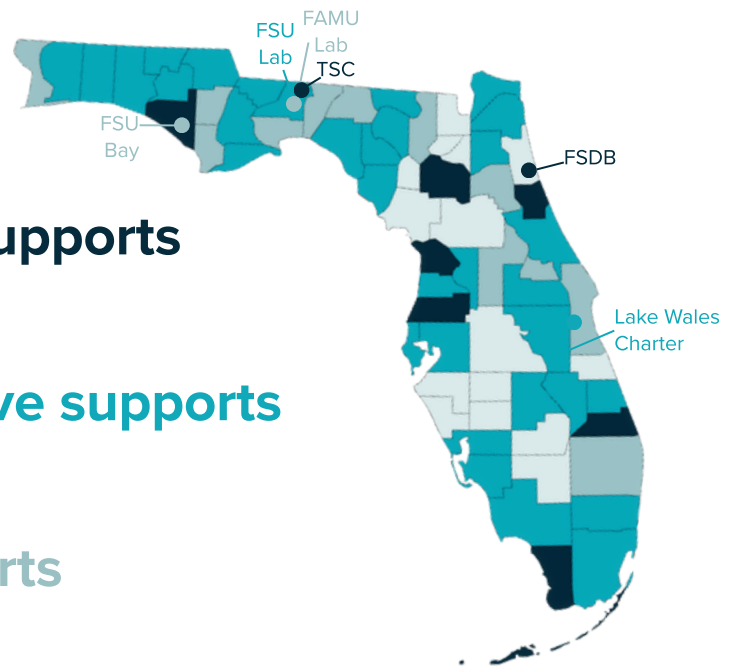 FAMU
Lab
FSU
Lab
TSC
FSU
Bay
FSDB
upports
Lake Wales
Charter
ve supports
rts